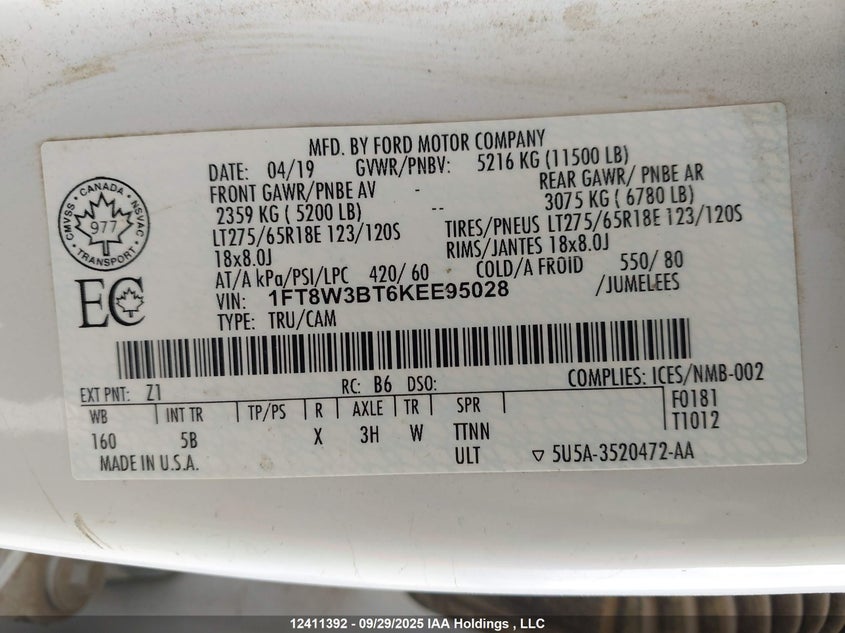 MFD. BY FORD MOTOR COMPANY
DATE: 04/19 GVWR/PNBV: 5216 KG (11500 LB)
FRONT GAWR/PNBE AV - REAR GAWR/ PNBE AR
2359 KG ( 5200 LB) -- 3075 KG ( 6780 LB)
LT275/65R18E 123/120S TIRES/PNEUS LT275/65R18E 123/120S
18x8.0J RIMS/JANTES 18x8.0J
AT/A kPa/PSI/LPC 420/ 60 COLD/A FROID 550/ 80
VIN: 1FT8W3BT6KEE95028 /JUMELEES
TYPE: TRU/CAM
CANADA
CMVSS NSVAC
977
TRANSPORT
EC
EXT PNT: Z1 RC: B6 DSO: COMPLIES: ICES/NMB-002
WB INT TR TP/PS R AXLE TR SPR F0181
160 5B X 3H W TTNN T1012
MADE IN U.S.A. ULT ▽ 5U5A-3520472-AA
12411392 - 09/29/2025 IAA Holdings , LLC